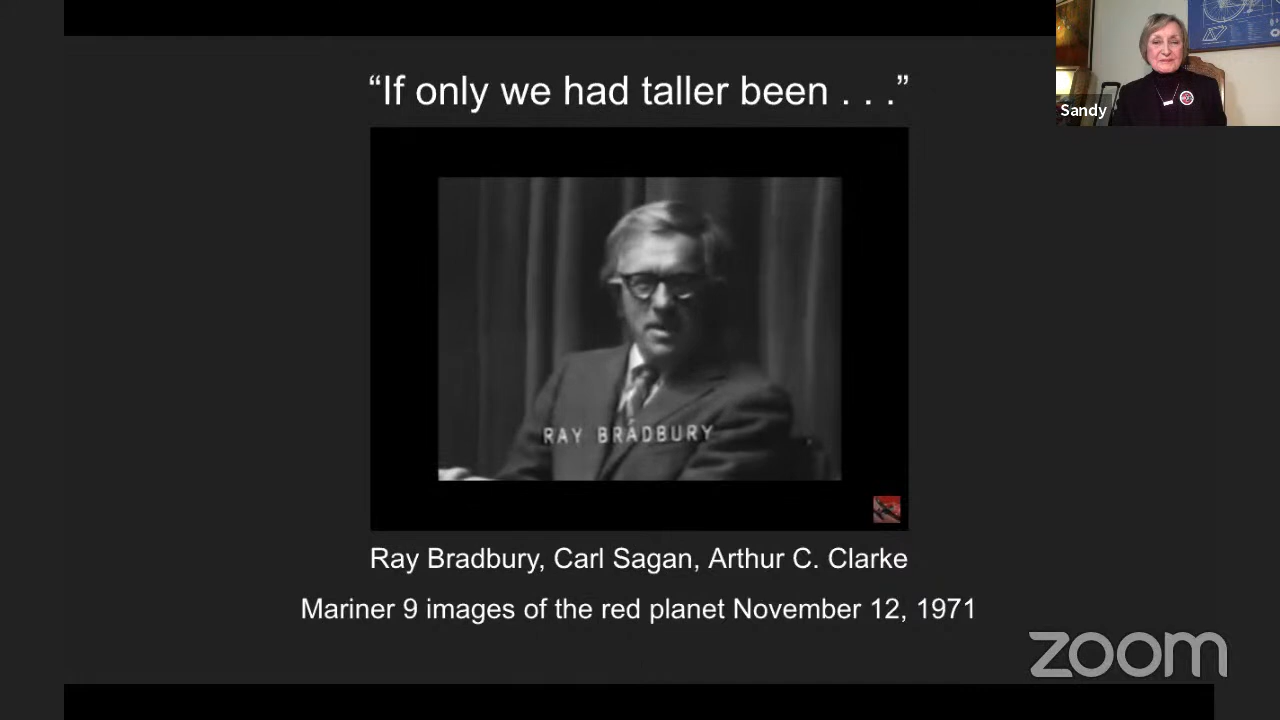 “If only we had taller been . . .”
Sandy
RAY BRADBURY
Ray Bradbury, Carl Sagan, Arthur C. Clarke
Mariner 9 images of the red planet November 12, 1971
zoom